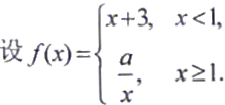 设 f(x)={x+3, x<1,
a/x, x≥1.